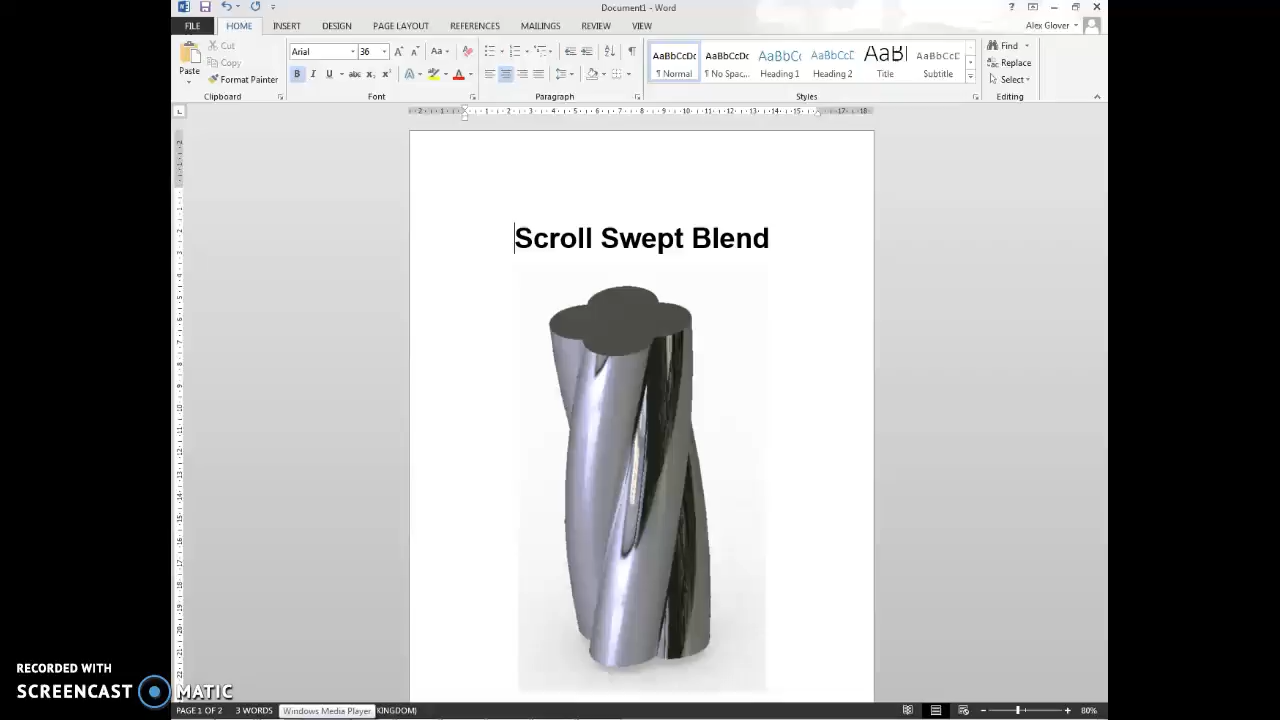 Document1 - Word
?
Alex Glover
FILE
HOME
INSERT
DESIGN
PAGE LAYOUT
REFERENCES
MAILINGS
REVIEW
VIEW
Paste
Cut
Copy
Format Painter
Clipboard
Arial
36
Font
Paragraph
AaBbCcDc
¶ Normal
AaBbCcDc
¶ No Spac...
AaBbC
Heading 1
AaBbCcC
Heading 2
AaB
Title
AaBbCcC
Subtitle
Styles
Find
Replace
Select
Editing
Scroll Swept Blend
RECORDED WITH
SCREENCAST MATIC
PAGE 1 OF 2
3 WORDS
Windows Media Player
KINGDOM)
80%